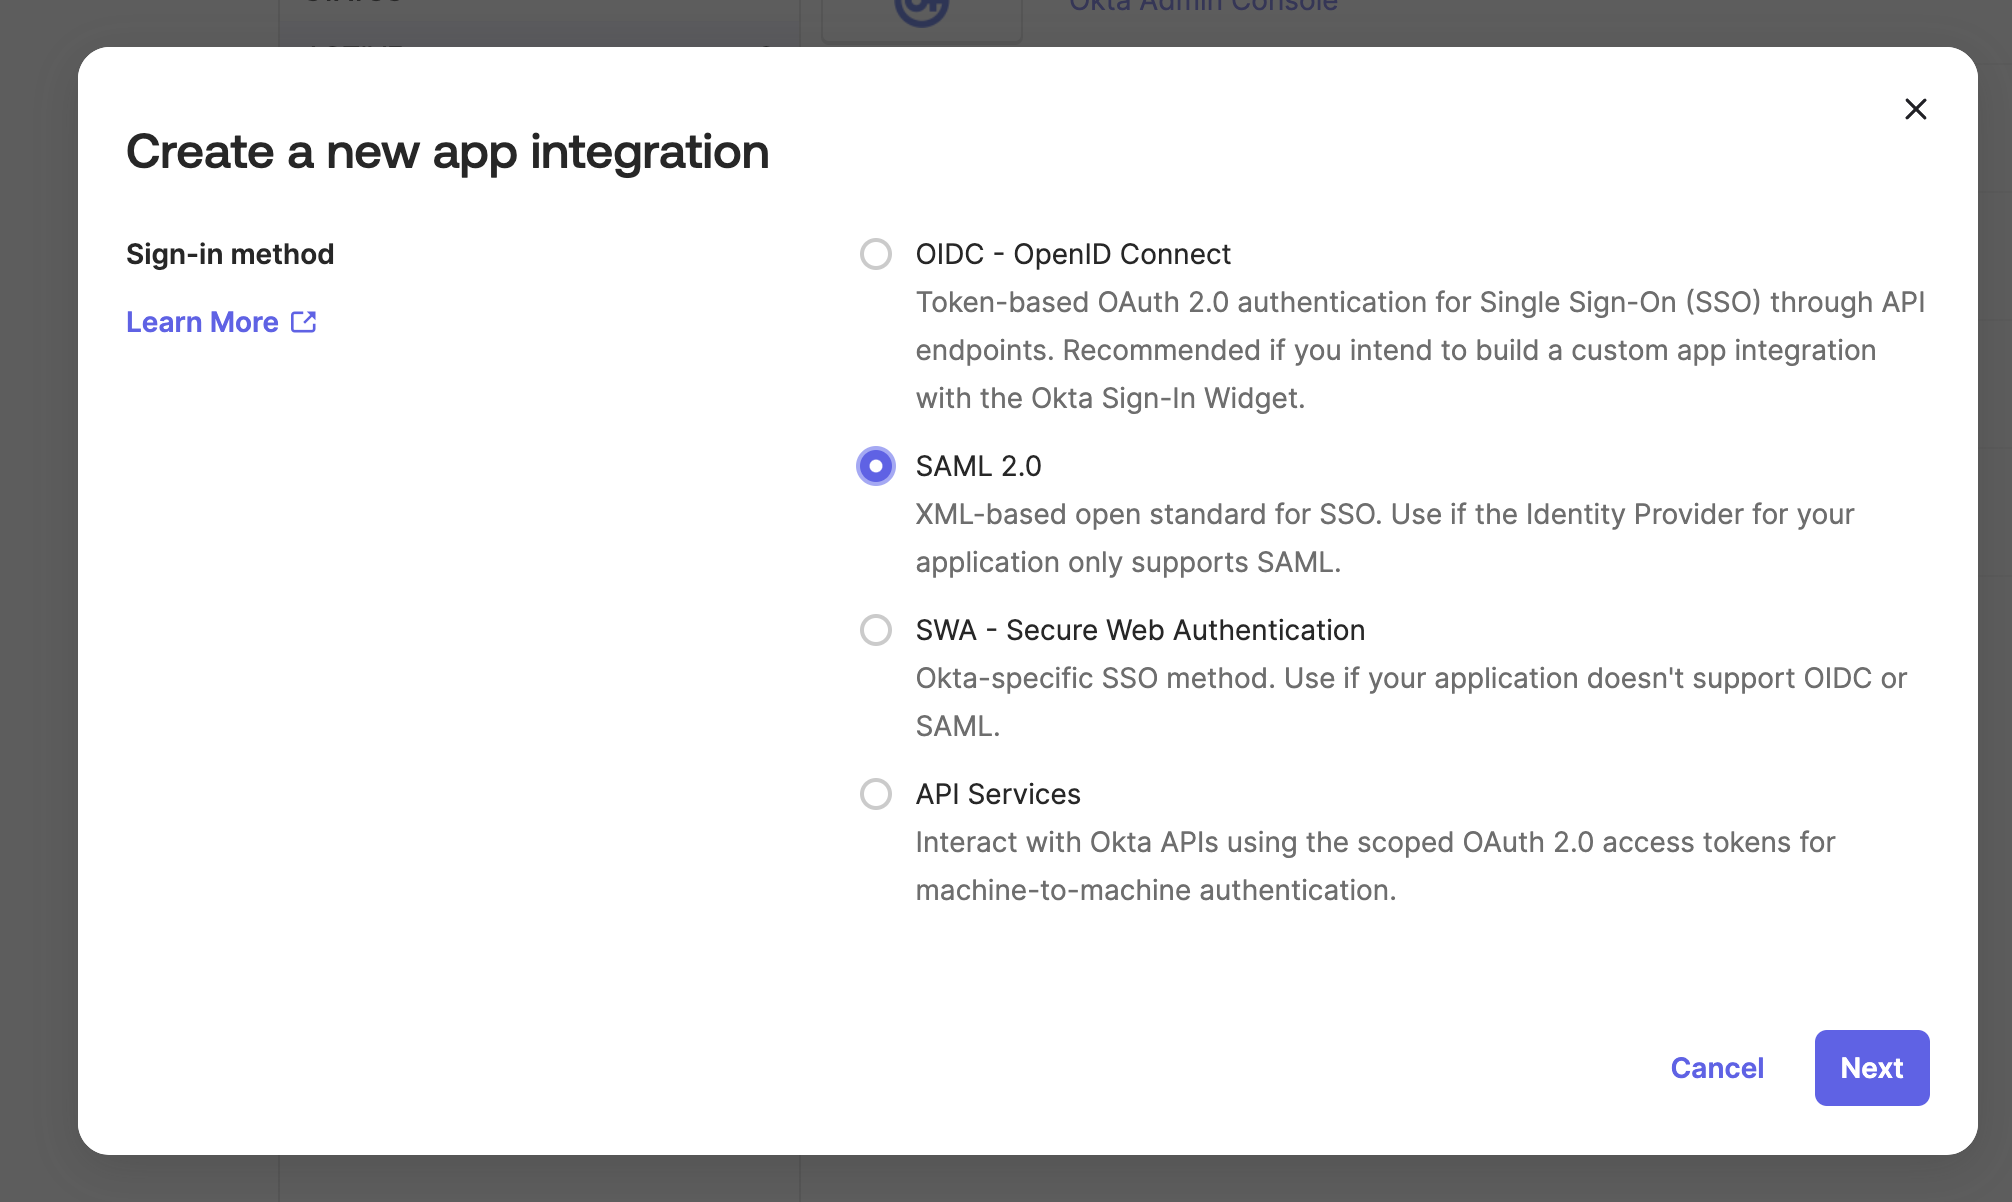 Okta Admin Console
Create a new app integration
Sign-in method
Learn More
OIDC - OpenID Connect
Token-based OAuth 2.0 authentication for Single Sign-On (SSO) through API
endpoints. Recommended if you intend to build a custom app integration
with the Okta Sign-In Widget.
SAML 2.0
XML-based open standard for SSO. Use if the Identity Provider for your
application only supports SAML.
SWA - Secure Web Authentication
Okta-specific SSO method. Use if your application doesn't support OIDC or
SAML.
API Services
Interact with Okta APIs using the scoped OAuth 2.0 access tokens for
machine-to-machine authentication.
Cancel
Next